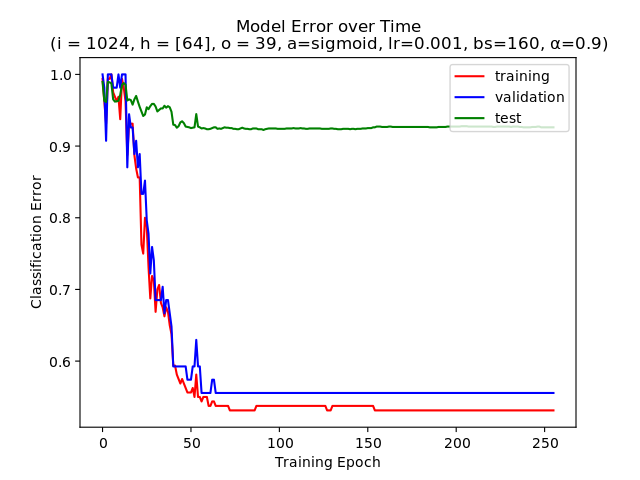 Model Error over Time
(i = 1024, h = [64], o = 39, a=sigmoid, lr=0.001, bs=160, α=0.9)
training
validation
test
1.0
0.9
0.8
0.7
0.6
Classification Error
0
50
100
150
200
250
Training Epoch